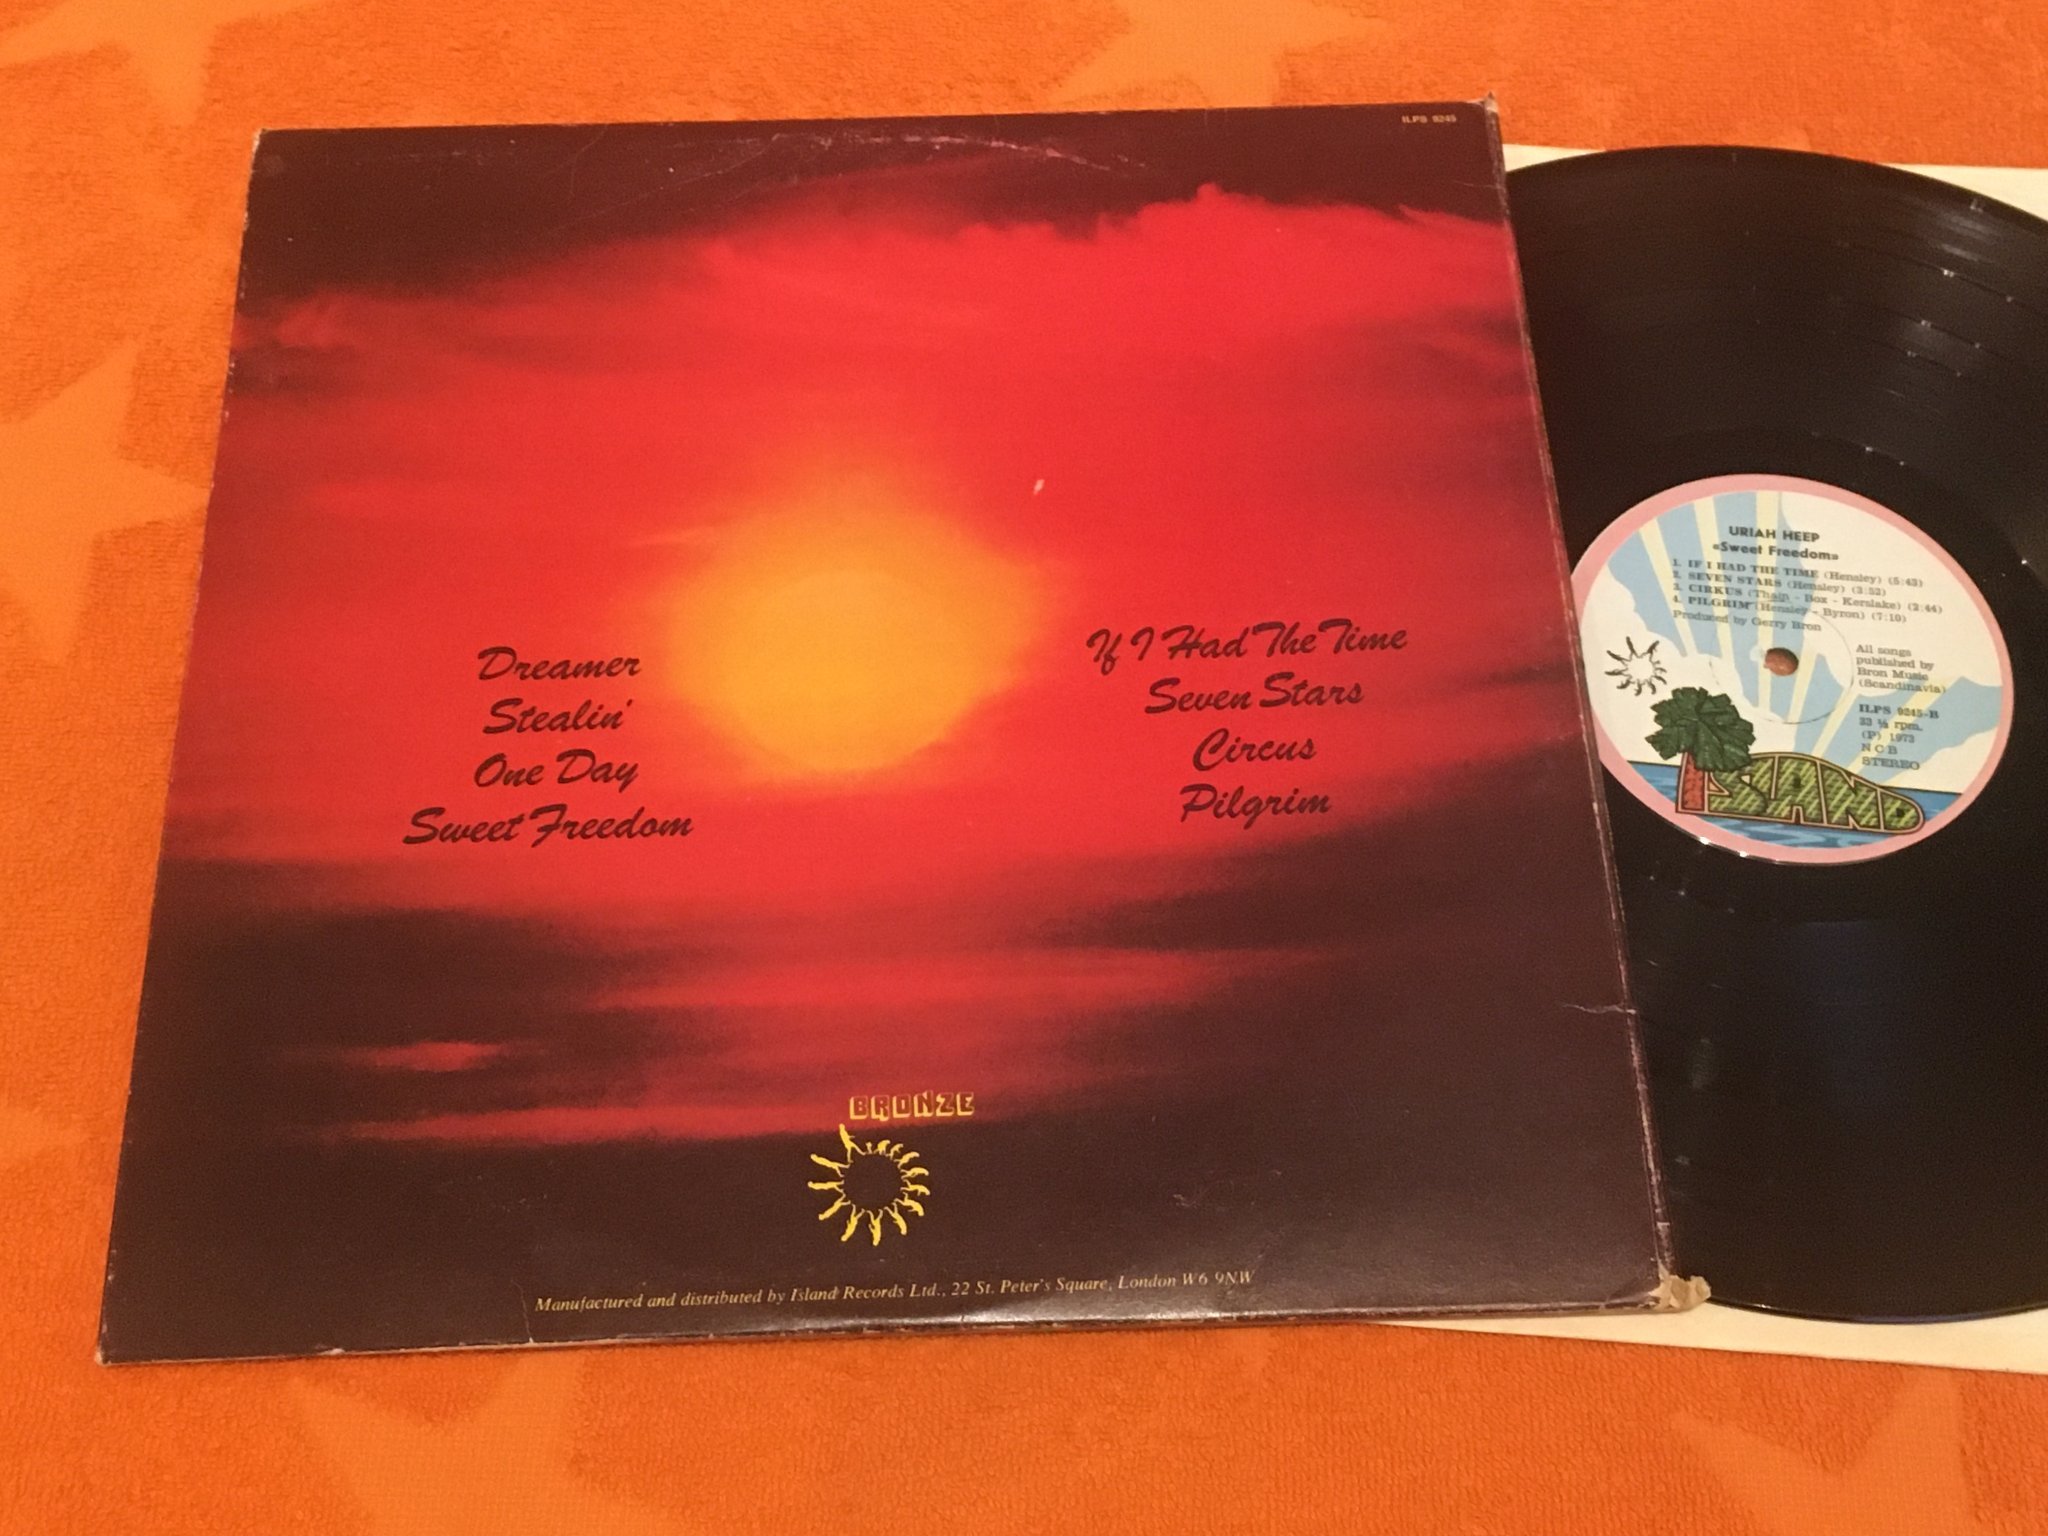 ILPS 9245
Dreamer
Stealin'
One Day
Sweet Freedom
If I Had The Time
Seven Stars
Circus
Pilgrim
BRONZE
Manufactured and distributed by Island Records Ltd., 22 St. Peter's Square, London W6 9NW
URIAH HEEP
«Sweet Freedom»
1. IF I HAD THE TIME (Hensley) (5:43)
2. SEVEN STARS (Hensley) (3:52)
3. CIRKUS (Thain - Box - Kerslake) (2:44)
4. PILGRIM (Hensley - Byron) (7:10)
Produced by Gerry Bron
All songs
published by
Bron Music
(Scandinavia)
ILPS 9245-B
33 ⅓ rpm.
(P) 1973
NCB
STEREO
ISLAND